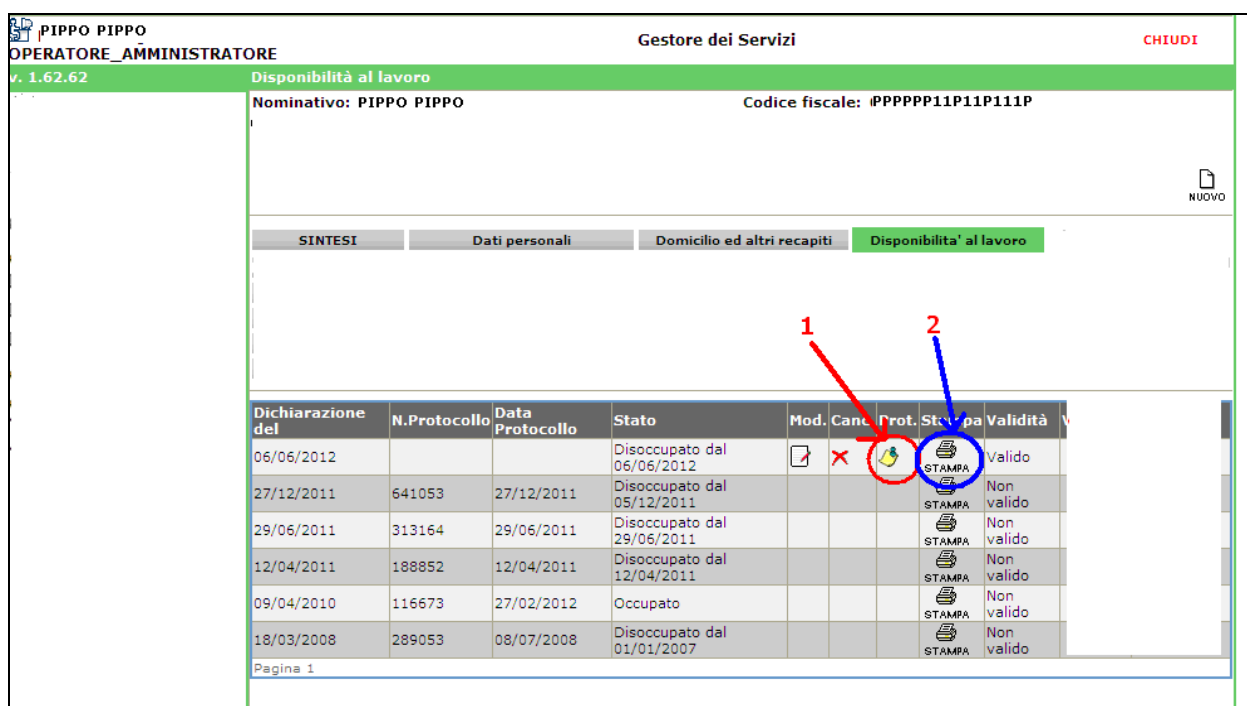 PIPPO PIPPO
OPERATORE_AMMINISTRATORE
Gestore dei Servizi
CHIUDI
v. 1.62.62
Disponibilità al lavoro
Nominativo: PIPPO PIPPO Codice fiscale: PPPPPP11P11P111P
NUOVO
SINTESI Dati personali Domicilio ed altri recapiti Disponibilita' al lavoro
1 2
Dichiarazione del N.Protocollo Data Protocollo Stato Mod. Canc Prot. Stampa Validità
06/06/2012 Disoccupato dal 06/06/2012 STAMPA Valido
27/12/2011 641053 27/12/2011 Disoccupato dal 05/12/2011 STAMPA Non valido
29/06/2011 313164 29/06/2011 Disoccupato dal 29/06/2011 STAMPA Non valido
12/04/2011 188852 12/04/2011 Disoccupato dal 12/04/2011 STAMPA Non valido
09/04/2010 116673 27/02/2012 Occupato STAMPA Non valido
18/03/2008 289053 08/07/2008 Disoccupato dal 01/01/2007 STAMPA Non valido
Pagina 1